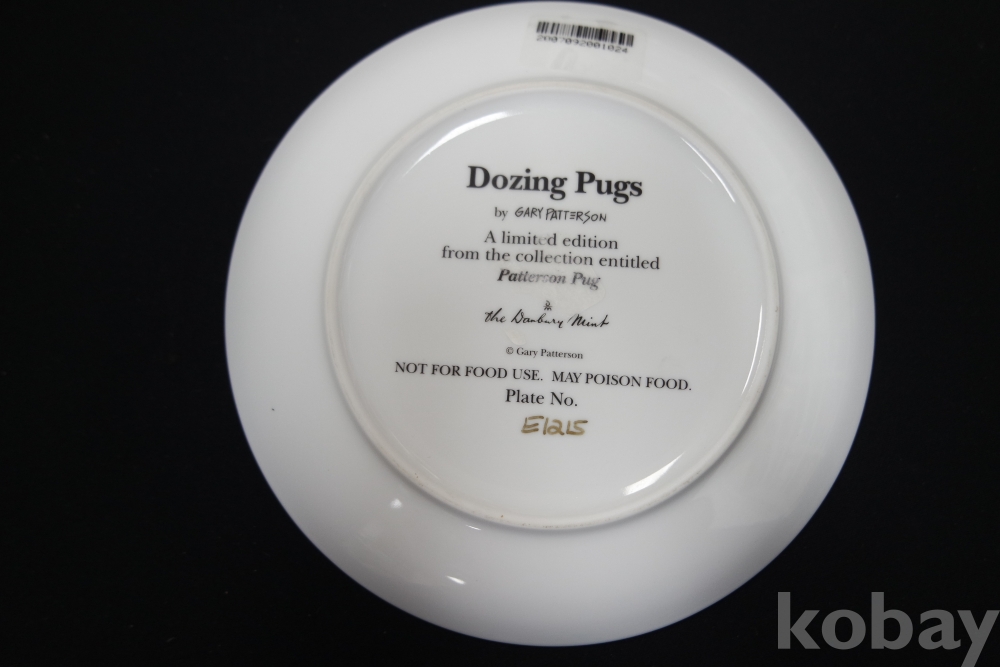 Dozing Pugs
by GARY PATTERSON
A limited edition
from the collection entitled
Patterson Pug
the Danbury Mint
© Gary Patterson
NOT FOR FOOD USE. MAY POISON FOOD.
Plate No.
E1215
kobay